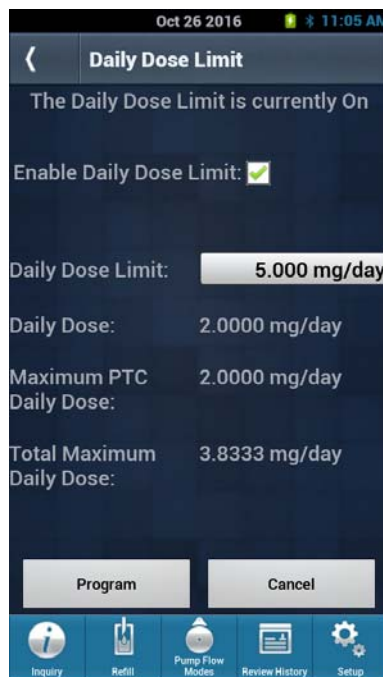 Oct 26 2016 11:05 AM
Daily Dose Limit
The Daily Dose Limit is currently On
Enable Daily Dose Limit:
Daily Dose Limit: 5.000 mg/day
Daily Dose: 2.0000 mg/day
Maximum PTC 2.0000 mg/day
Daily Dose:
Total Maximum 3.8333 mg/day
Daily Dose:
Program Cancel
Inquiry Refill Pump Flow Modes Review History Setup